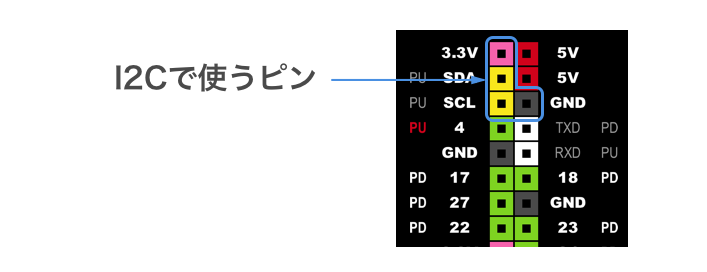 I2Cで使うピン
3.3V 5V
PU SDA 5V
PU SCL GND
PU 4 TXD PD
GND RXD PU
PD 17 18 PD
PD 27 GND
PD 22 23 PD